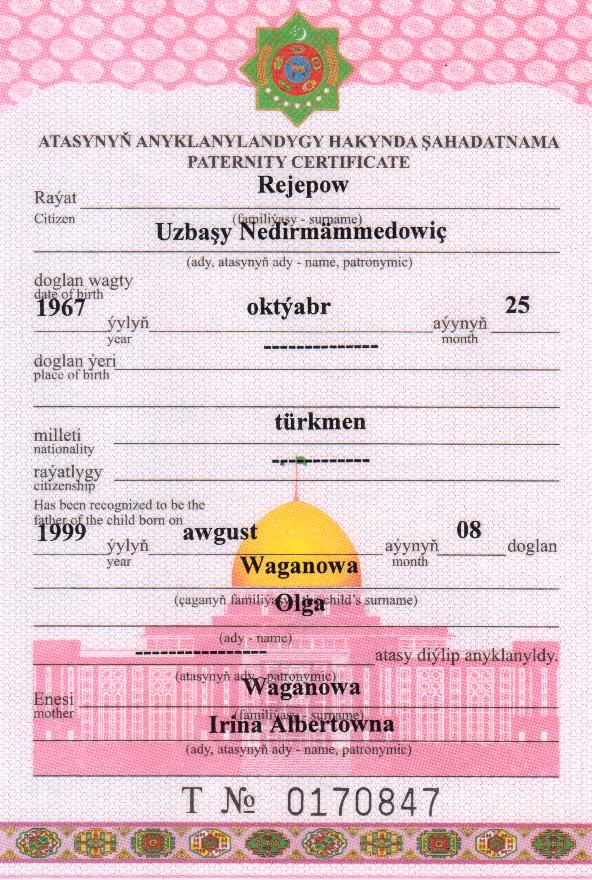 ATASYNYŇ ANYKLANYLANDYGY HAKYNDA ŞAHADATNAMA
PATERNITY CERTIFICATE
Rejepow
Raýat
Citizen (familiýasy - surname)
Uzbaşy Nedirmämmedowiç
(ady, atasynyň ady - name, patronymic)
doglan wagty
date of birth
1967 ýylyň oktýabr aýynyň 25
year month
------------
doglan ýeri
place of birth
türkmen
milleti
nationality
----------
raýatlygy
citizenship
Has been recognized to be the
father of the child born on
1999 ýylyň awgust aýynyň 08 doglan
year month
Waganowa
(çaganyň familiýasy - the child's surname)
Olga
(ady - name)
-------------- atasy diýlip anyklanyldy.
(atasynyň ady - patronymic)
Waganowa
Enesi
mother (familiýasy - surname)
Irina Albertowna
(ady, atasynyň ady - name, patronymic)
T № 0170847